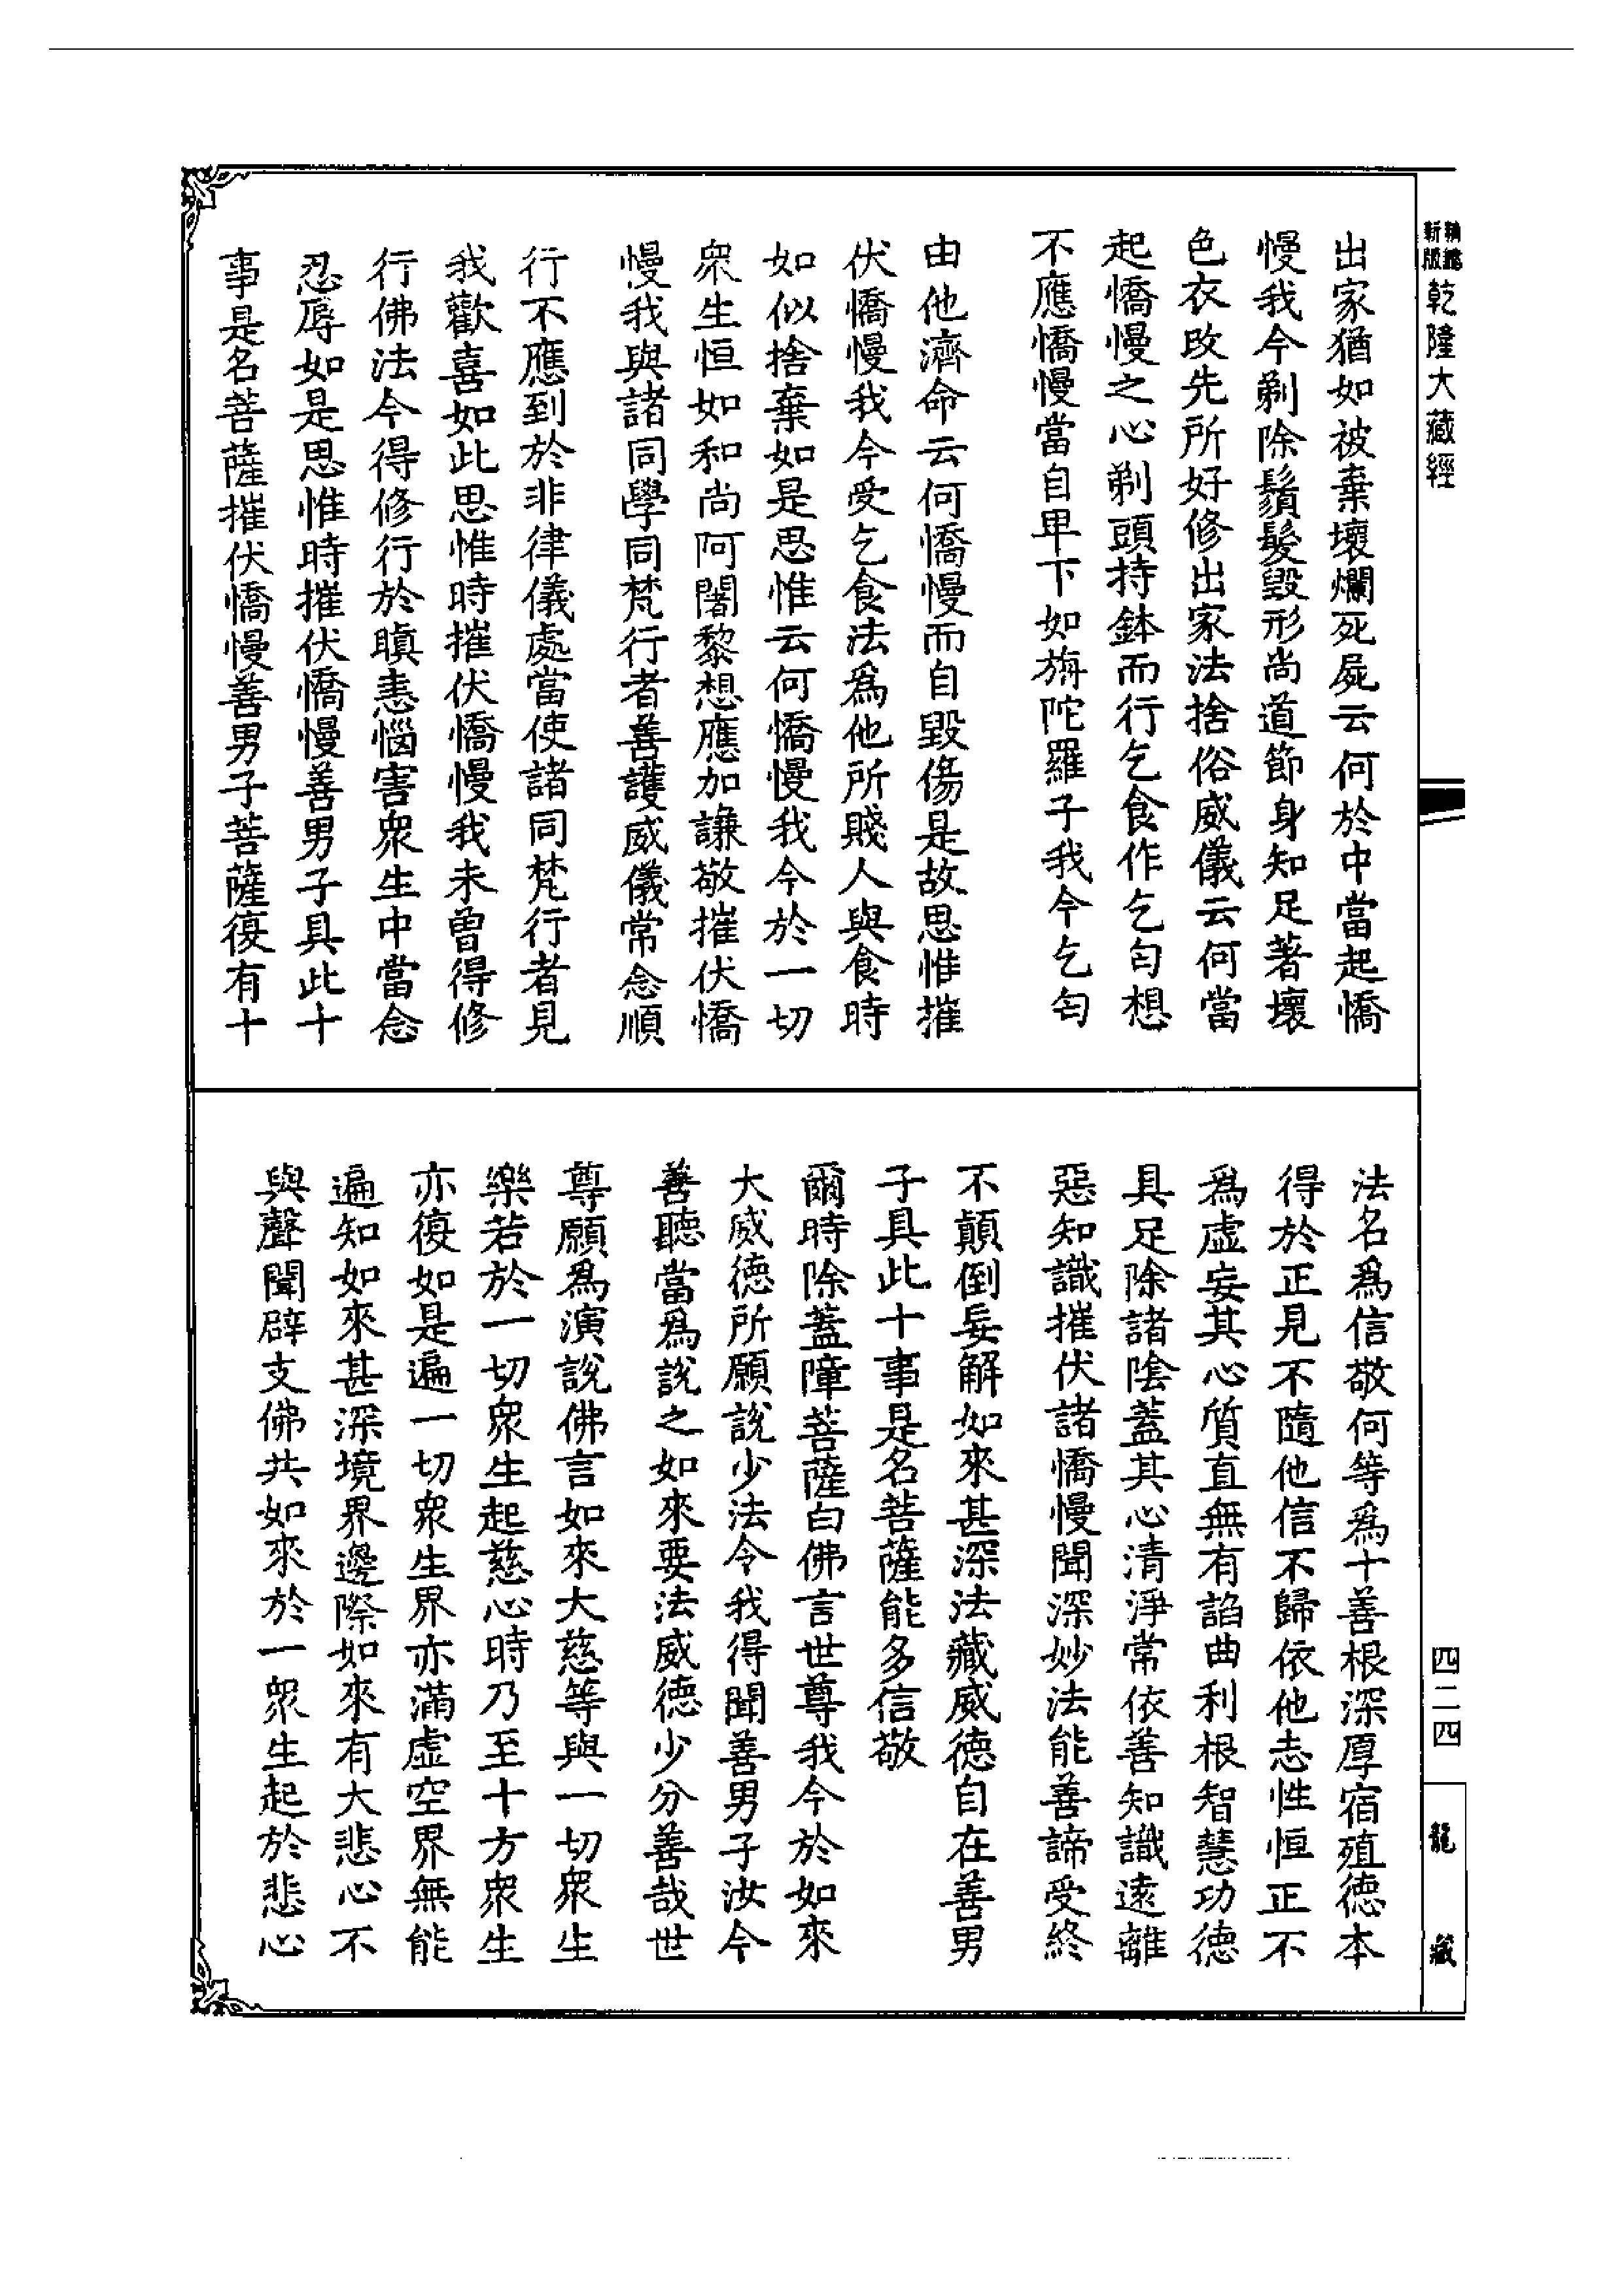 新版
乾隆大藏經
出家猶如被棄壞爛死屍云何於中當起憍
慢我今剃除鬚髮毀形尚道節身知足著壞
色衣改先所好修出家法捨俗威儀云何當
起憍慢之心剃頭持鉢而行乞食作乞匄想
不應憍慢當自卑下如旃陀羅子我今乞匄
由他濟命云何憍慢而自毀傷是故思惟摧
伏憍慢我今受乞食法為他所賤人與食時
如似捨棄如是思惟云何憍慢我今於一切
衆生恒如和尚阿闍黎想應加謙敬摧伏憍
慢我與諸同學同梵行者善護威儀常念順
行不應到於非律儀處當使諸同梵行者見
我歡喜如此思惟時摧伏憍慢我未曾得修
行佛法今得修行於瞋恚惱害衆生中當念
忍辱如是思惟時摧伏憍慢善男子具此十
事是名菩薩摧伏憍慢善男子菩薩復有十
法名為信敬何等為十善根深厚宿殖德本
得於正見不隨他信不歸依他志性恒正不
為虛妄其心質直無有諂曲利根智慧功德
具足除諸陰蓋其心清淨常依善知識遠離
惡知識摧伏諸憍慢聞深妙法能善諦受終
不顛倒妄解如來甚深法藏威德自在善男
子具此十事是名菩薩能多信敬
爾時除蓋障菩薩白佛言世尊我今於如來
大威德所願說少法令我得聞善男子汝今
善聽當為說之如來要法威德少分善哉世
尊願為演說佛言如來大慈等與一切衆生
樂若於一切衆生起慈心時乃至十方衆生
亦復如是遍一切衆生界亦滿虛空界無能
遍知如來甚深境界邊際如來有大悲心不
與聲聞辟支佛共如來於一衆生起於悲心
四二四
龍藏